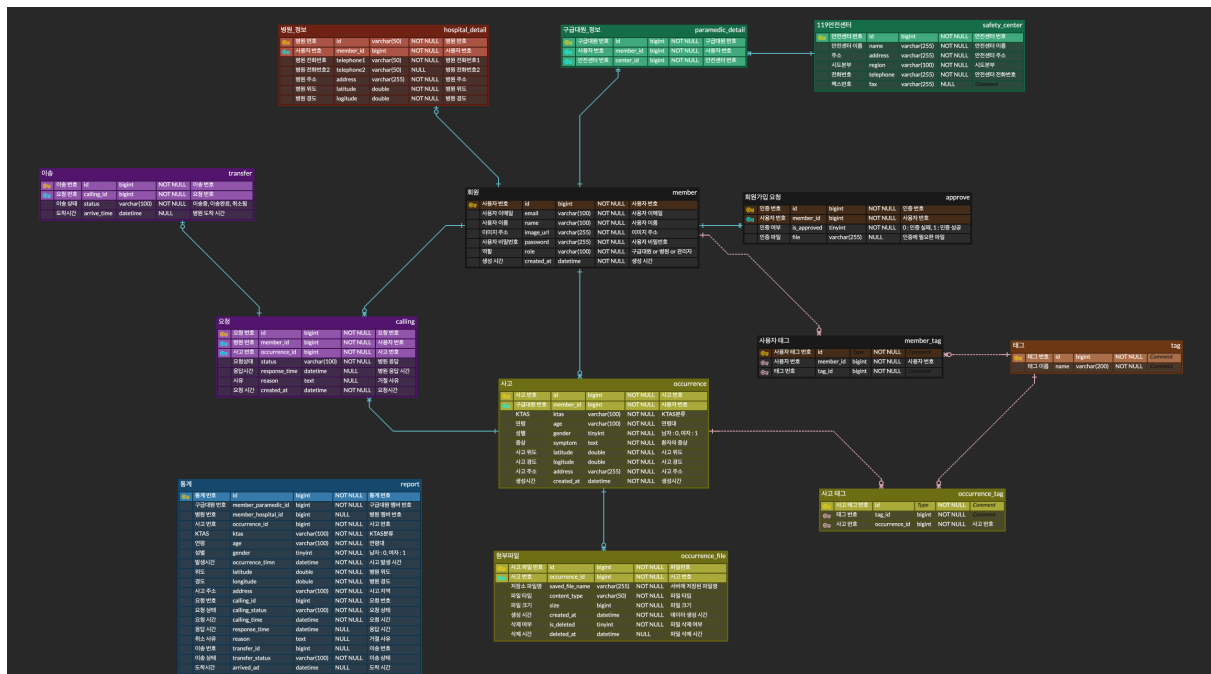 병원_정보 hospital_detail
병원 번호 id varchar(50) NOT NULL 병원 번호
사용자 번호 member_id bigint NOT NULL 사용자 번호
병원 전화번호 telephone1 varchar(50) NOT NULL 병원 전화번호1
병원 전화번호2 telephone2 varchar(50) NULL 병원 전화번호2
병원 주소 address varchar(255) NOT NULL 병원 주소
병원 위도 latitude double NOT NULL 병원 위도
병원 경도 logitude double NOT NULL 병원 경도
구급대원_정보 paramedic_detail
구급대원 번호 id bigint NOT NULL 구급대원 번호
사용자 번호 member_id bigint NOT NULL 사용자 번호
안전센터 번호 center_id bigint NOT NULL 안전센터 번호
119안전센터 safety_center
안전센터 번호 id bigint NOT NULL 안전센터 번호
안전센터 이름 name varchar(255) NOT NULL 안전센터 이름
주소 address varchar(255) NOT NULL 안전센터 주소
시도본부 region varchar(100) NOT NULL 시도본부
전화번호 telephone varchar(255) NOT NULL 안전센터 전화번호
팩스번호 fax varchar(255) NULL Comment
이송 transfer
이송 번호 id bigint NOT NULL 이송 번호
요청 번호 calling_id bigint NOT NULL 요청 번호
이송 상태 status varchar(100) NOT NULL 이송중, 이송완료, 취소됨
도착시간 arrive_time datetime NULL 병원 도착 시간
회원 member
사용자 번호 id bigint NOT NULL 사용자 번호
사용자 이메일 email varchar(100) NOT NULL 사용자 이메일
사용자 이름 name varchar(100) NOT NULL 사용자 이름
이미지 주소 image_url varchar(255) NOT NULL 이미지 주소
사용자 비밀번호 password varchar(255) NOT NULL 사용자 비밀번호
역할 role varchar(100) NOT NULL 구급대원 or 병원 or 관리자
생성 시간 created_at datetime NOT NULL 생성 시간
회원가입 요청 approve
인증 번호 id bigint NOT NULL 인증 번호
사용자 번호 member_id bigint NOT NULL 사용자 번호
인증 여부 is_approved tinyint NOT NULL 0 : 인증 실패, 1 : 인증 성공
인증 파일 file varchar(255) NULL 인증에 필요한 파일
요청 calling
요청 번호 id bigint NOT NULL 요청 번호
병원 번호 member_id bigint NOT NULL 사용자 번호
사고 번호 occurrence_id bigint NOT NULL 사고 번호
요청상태 status varchar(100) NOT NULL 병원 응답
응답시간 response_time datetime NULL 병원 응답 시간
사유 reason text NULL 거절 사유
요청 시간 created_at datetime NOT NULL 요청시간
사용자 태그 member_tag
사용자 태그 번호 id Type NOT NULL Comment
사용자 번호 member_id bigint NOT NULL 사용자 번호
태그 번호 tag_id bigint NOT NULL Comment
태그 tag
태그 번호 id bigint NOT NULL Comment
태그 이름 name varchar(200) NOT NULL Comment
사고 occurrence
사고 번호 id bigint NOT NULL 사고 번호
구급대원 번호 member_id bigint NOT NULL 사용자 번호
KTAS ktas varchar(100) NOT NULL KTAS분류
연령 age varchar(100) NOT NULL 연령대
성별 gender tinyint NOT NULL 남자 : 0, 여자 : 1
증상 symptom text NOT NULL 환자의 증상
사고 위도 latitude double NOT NULL 사고 위도
사고 경도 logitude double NOT NULL 사고 경도
사고 주소 address varchar(255) NOT NULL 사고 주소
생성시간 created_at datetime NOT NULL 생성시간
통계 report
통계 번호 id bigint NOT NULL 통계 번호
구급대원 번호 member_paramedic_id bigint NOT NULL 구급대원 멤버 번호
병원 번호 member_hospital_id bigint NULL 병원 멤버 번호
사고 번호 occurrence_id bigint NOT NULL 사고 번호
KTAS ktas varchar(100) NOT NULL KTAS분류
연령 age varchar(100) NOT NULL 연령대
성별 gender tinyint NOT NULL 남자 : 0, 여자 : 1
발생시간 occurrence_timn datetime NOT NULL 사고 발생 시간
위도 latitude double NOT NULL 병원 위도
경도 longitude dobule NOT NULL 병원 경도
사고 주소 address varchar(100) NOT NULL 사고 지역
요청 번호 calling_id bigint NOT NULL 요청 번호
요청 상태 calling_status varchar(100) NOT NULL 요청 상태
요청 시간 calling_time datetime NOT NULL 요청 시간
응답 시간 response_time datetime NULL 응답 시간
취소 사유 reason text NULL 거절 사유
이송 번호 transfer_id bigint NULL 이송 번호
이송 상태 transfer_status varchar(100) NOT NULL 이송 상태
도착시간 arrived_ad datetime NULL 도착 시간
사고 태그 occurrence_tag
사고 태그 번호 id Type NOT NULL Comment
태그 번호 tag_id bigint NOT NULL Comment
사고 번호 occurrence_id bigint NOT NULL 사고 번호
첨부파일 occurrence_file
사고 파일 번호 id bigint NOT NULL 파일번호
사고 번호 occurrence_id bigint NOT NULL 사고 번호
저장소 파일명 saved_file_name varchar(255) NOT NULL 서버에 저장된 파일명
파일 타입 content_type varchar(50) NOT NULL 파일 타입
파일 크기 size bigint NOT NULL 파일 크기
생성 시간 created_at datetime NOT NULL 데이터 생성 시간
삭제 여부 is_deleted tinyint NOT NULL 파일 삭제 여부
삭제 시간 deleted_at datetime NULL 파일 삭제 시간